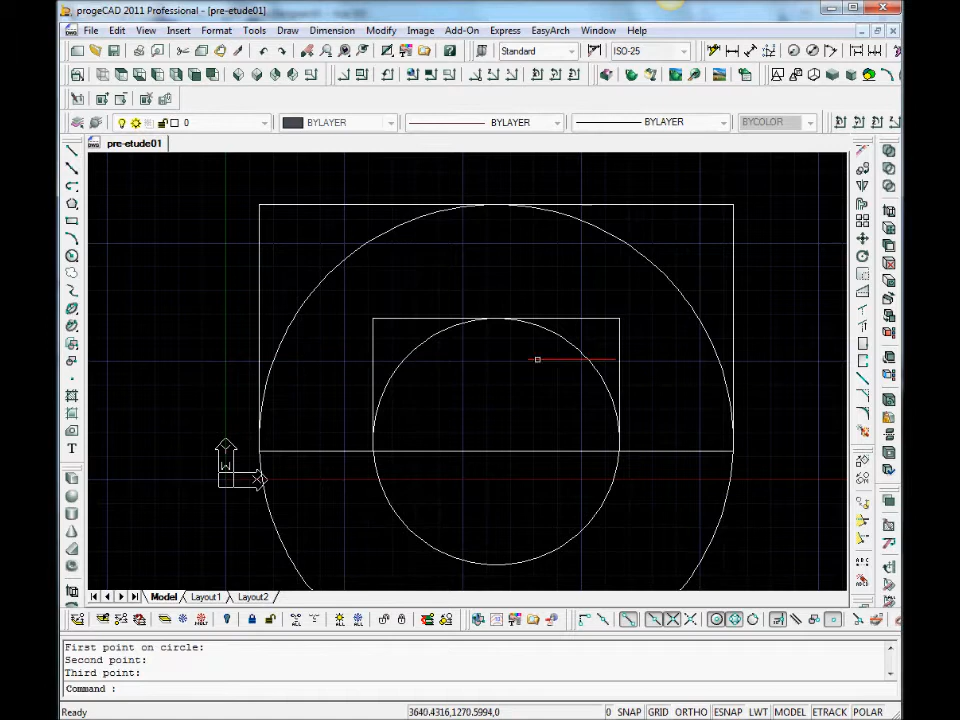 progeCAD 2011 Professional - [pre-etude01]
File Edit View Insert Format Tools Draw Dimension Modify Image Add-On Express EasyArch Window Help
Standard ISO-25
0 BYLAYER BYLAYER BYLAYER BYCOLOR
pre-etude01
W
X
Model Layout1 Layout2
First point on circle:
Second point:
Third point:
Command :
Ready 3640.4316,1270.5994,0 0 SNAP GRID ORTHO ESNAP LWT MODEL ETRACK POLAR